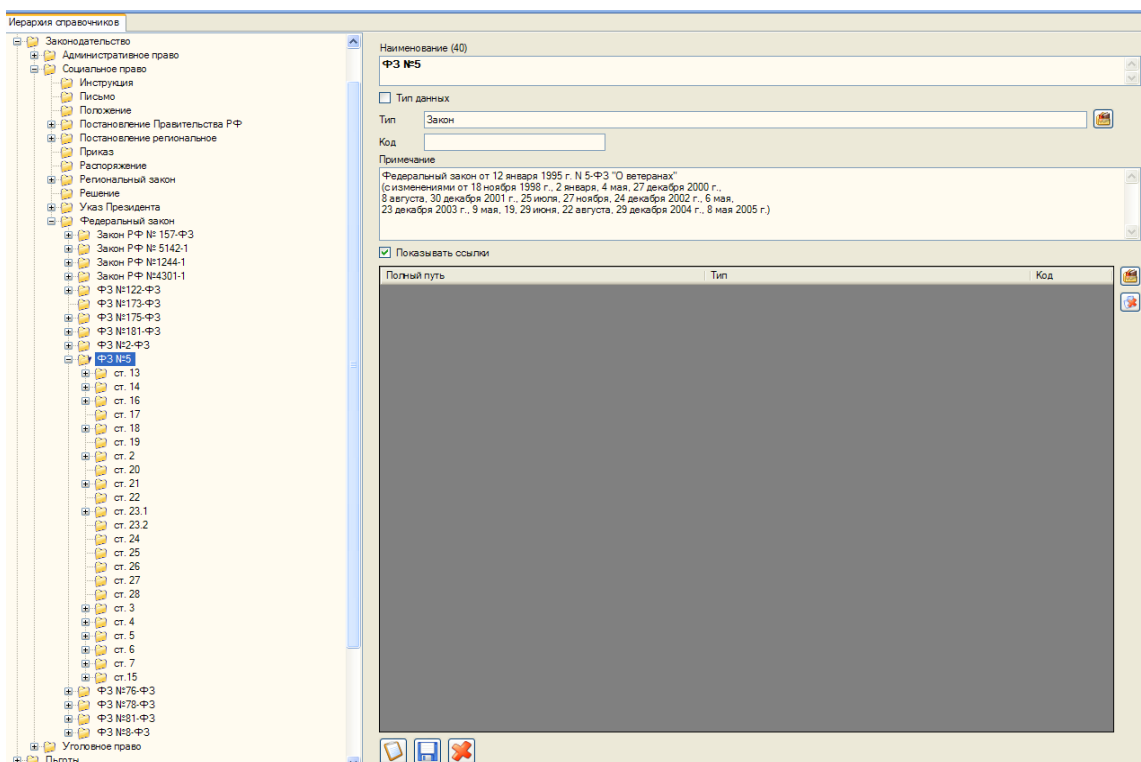 Иерархия справочников
Законодательство
Административное право
Социальное право
Инструкция
Письмо
Положение
Постановление Правительства РФ
Постановление региональное
Приказ
Распоряжение
Региональный закон
Решение
Указ Президента
Федеральный закон
Закон РФ № 157-ФЗ
Закон РФ № 5142-1
Закон РФ №1244-1
Закон РФ №4301-1
ФЗ №122-ФЗ
ФЗ №173-ФЗ
ФЗ №175-ФЗ
ФЗ №181-ФЗ
ФЗ №2-ФЗ
ФЗ №5
ст. 13
ст. 14
ст. 16
ст. 17
ст. 18
ст. 19
ст. 2
ст. 20
ст. 21
ст. 22
ст. 23.1
ст. 23.2
ст. 24
ст. 25
ст. 26
ст. 27
ст. 28
ст. 3
ст. 4
ст. 5
ст. 6
ст. 7
ст.15
ФЗ №76-ФЗ
ФЗ №78-ФЗ
ФЗ №81-ФЗ
ФЗ №8-ФЗ
Уголовное право
Льготы
Наименование (40)
ФЗ №5
Тип данных
Тип Закон
Код
Примечание
Федеральный закон от 12 января 1995 г. N 5-ФЗ "О ветеранах"
(с изменениями от 18 ноября 1998 г., 2 января, 4 мая, 27 декабря 2000 г.,
8 августа, 30 декабря 2001 г., 25 июля, 27 ноября, 24 декабря 2002 г., 6 мая,
23 декабря 2003 г., 9 мая, 19, 29 июня, 22 августа, 29 декабря 2004 г., 8 мая 2005 г.)
Показывать ссылки
Полный путь Тип Код